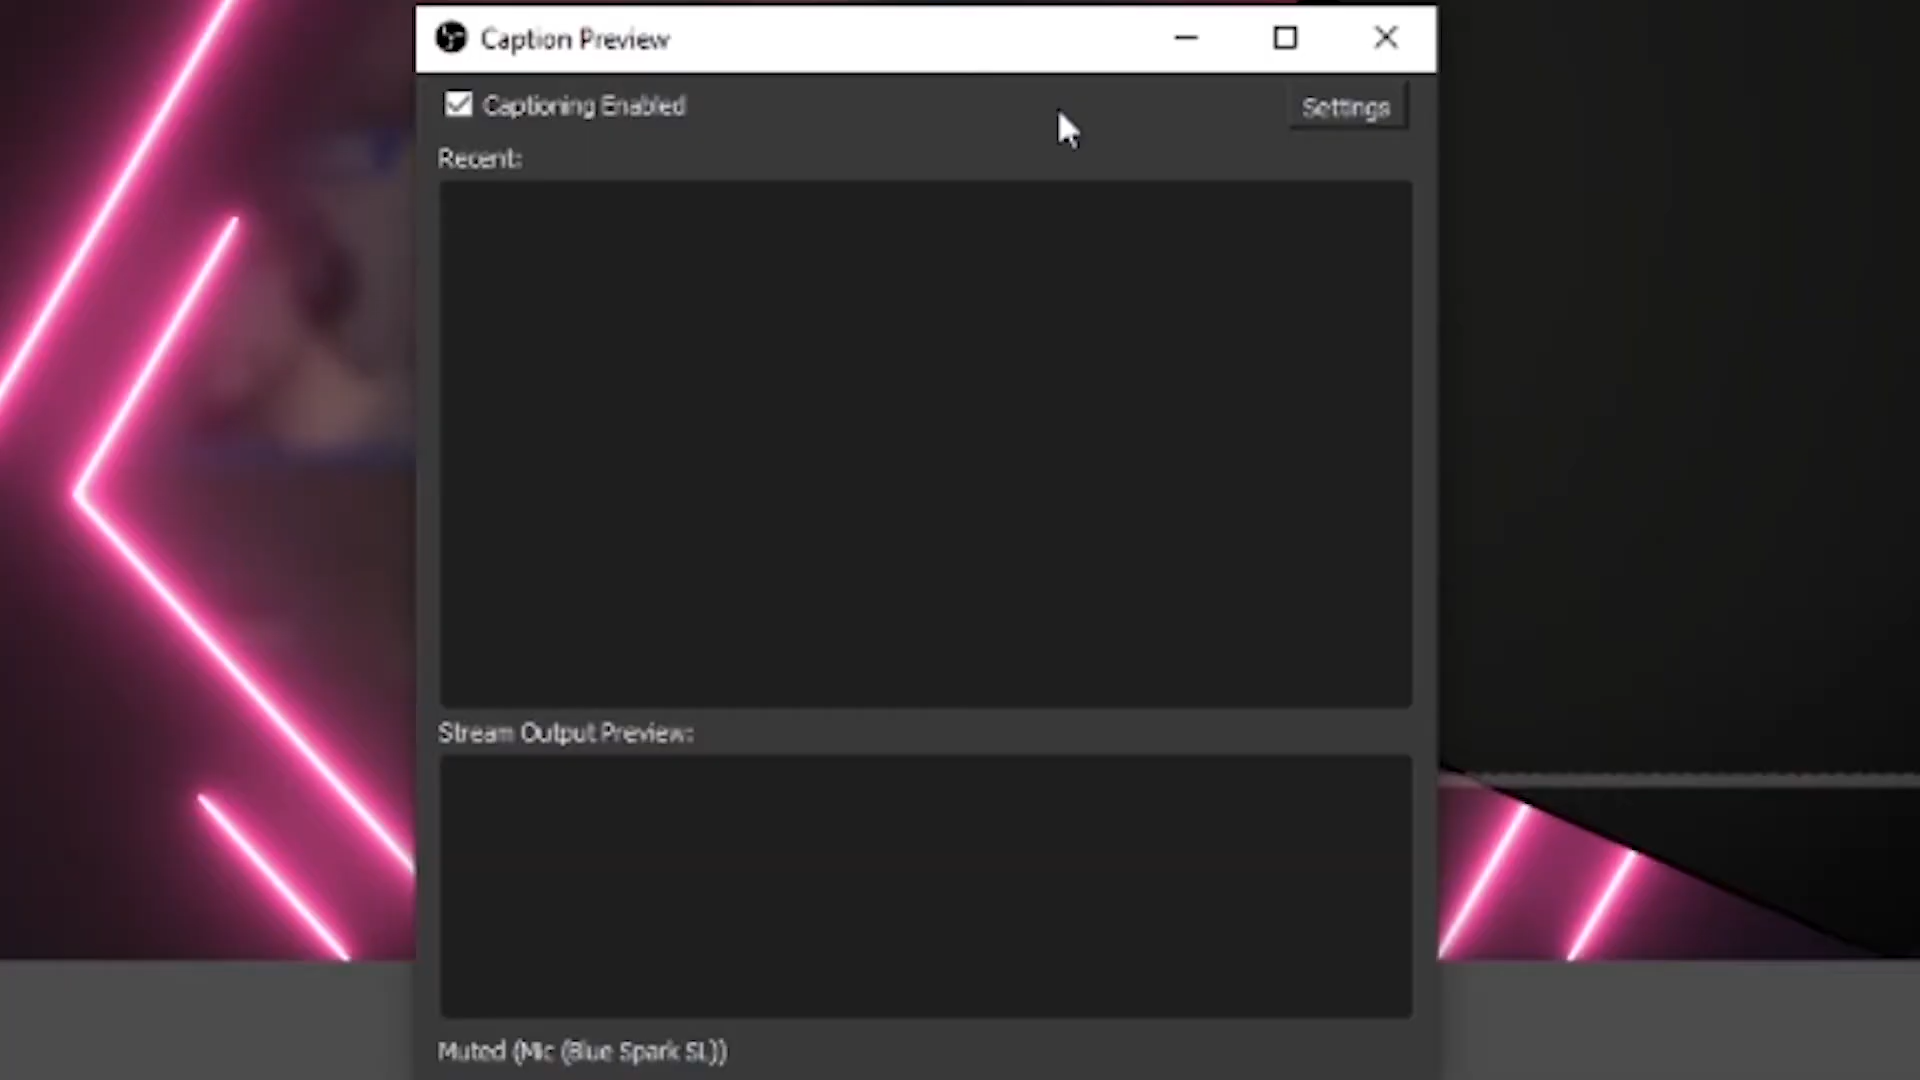 Caption Preview
Captioning Enabled
Settings
Recent:
Stream Output Preview:
Muted (Mic (Blue Spark SL))